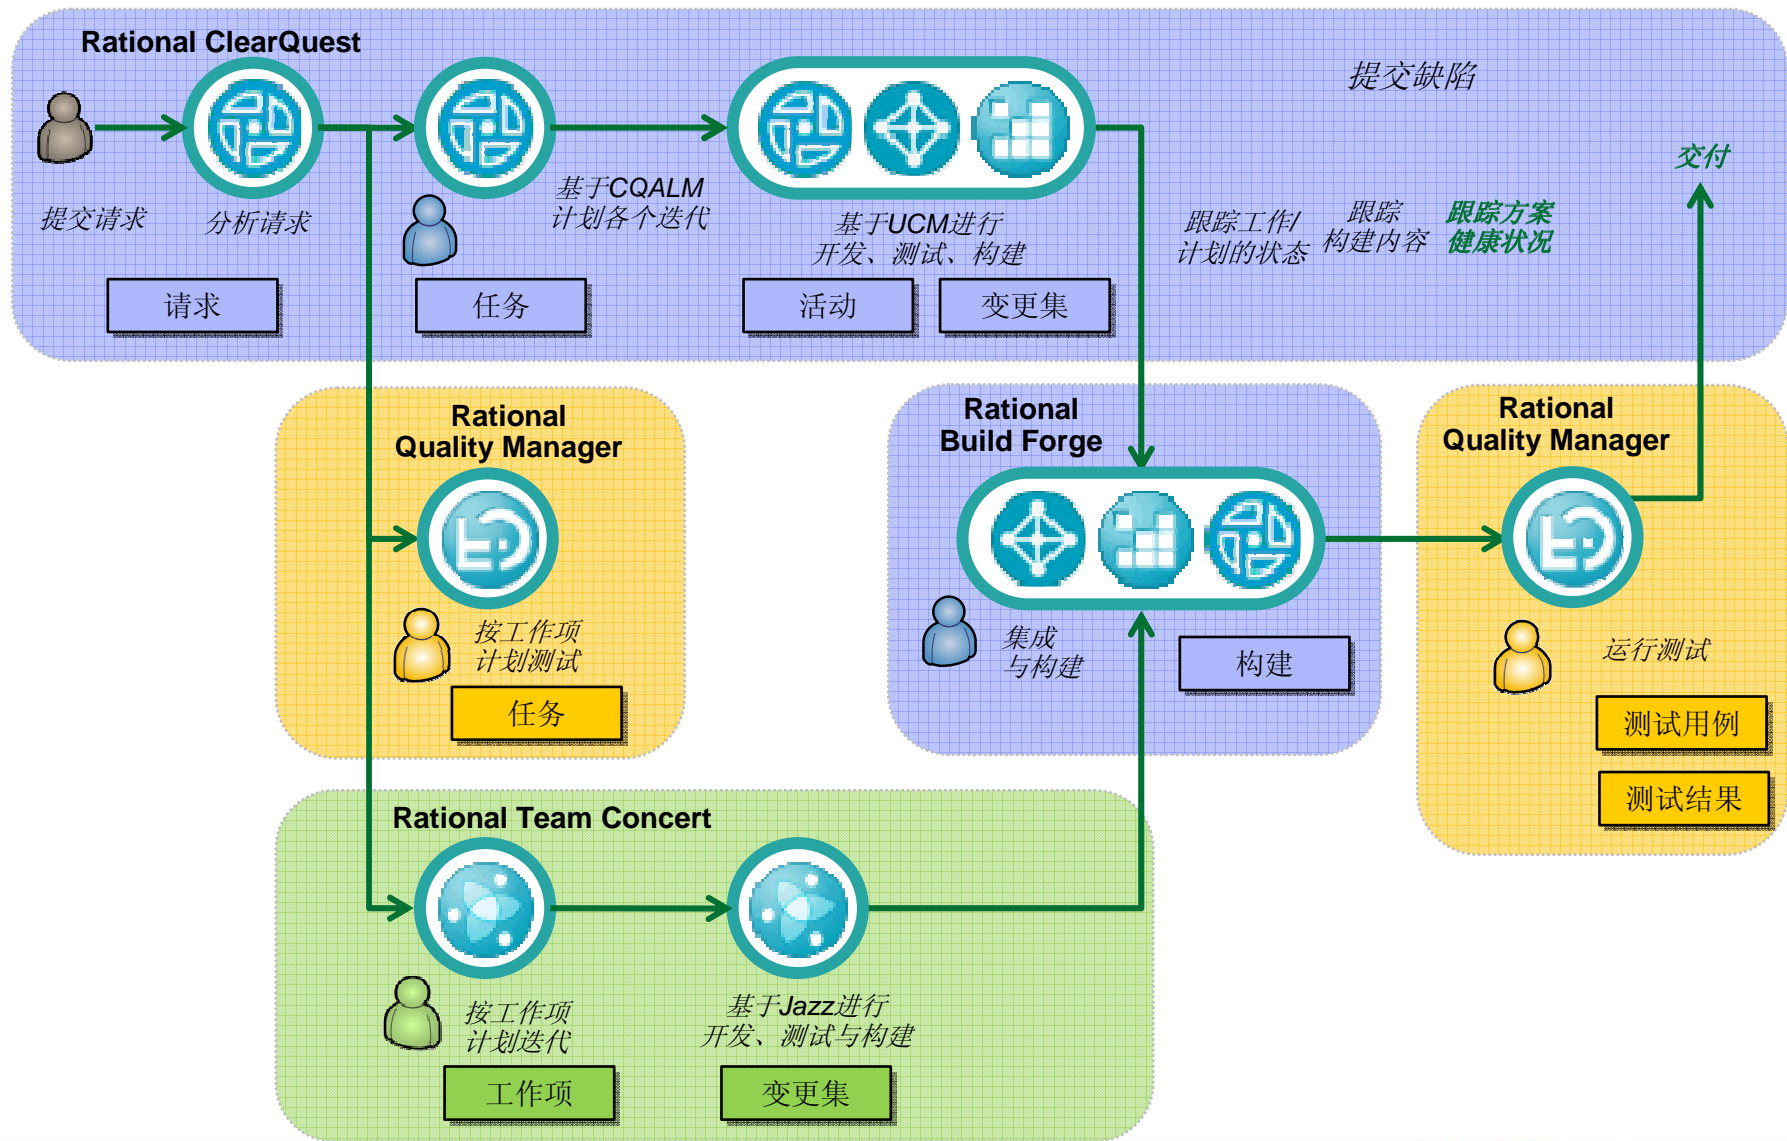 Rational ClearQuest
提交缺陷
交付
提交请求
分析请求
基于CQALM
计划各个迭代
基于UCM进行
开发、测试、构建
跟踪工作/
计划的状态
跟踪
构建内容
跟踪方案
健康状况
请求
任务
活动
变更集
Rational
Quality Manager
按工作项
计划测试
任务
Rational
Build Forge
集成
与构建
构建
Rational
Quality Manager
运行测试
测试用例
测试结果
Rational Team Concert
按工作项
计划迭代
基于Jazz进行
开发、测试与构建
工作项
变更集